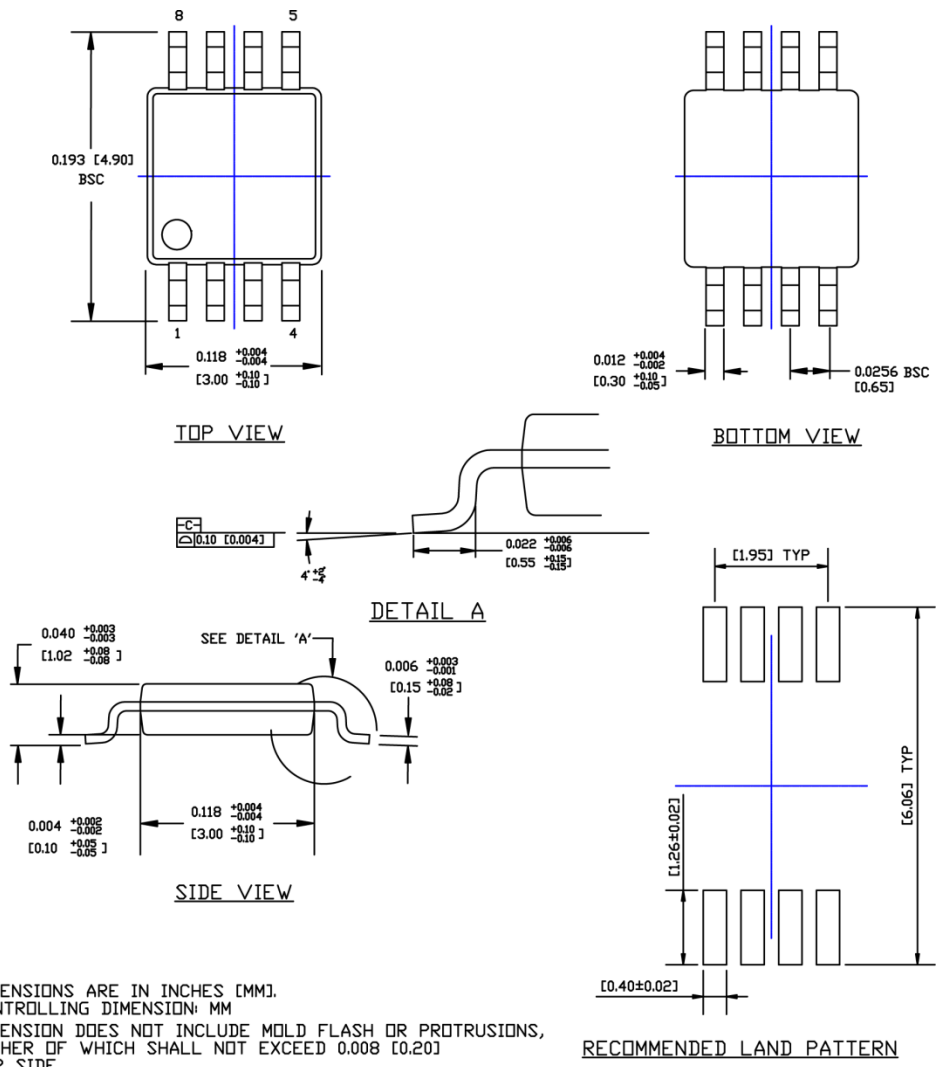 8 5
0.193 [4.90]
BSC
1 4
0.118 +0.004 -0.004
[3.00 +0.10 -0.10 ]
TOP VIEW
0.012 +0.004 -0.002
[0.30 +0.10 -0.05 ]
0.0256 BSC
[0.65]
BOTTOM VIEW
-C-
0.10 [0.004]
4°
0.022 +0.006 -0.006
[0.55 +0.15 -0.15 ]
DETAIL A
0.040 +0.003 -0.003
[1.02 +0.08 -0.08 ]
SEE DETAIL 'A'
0.006 +0.003 -0.001
[0.15 +0.08 -0.02 ]
0.004 +0.002 -0.002
[0.10 +0.05 -0.05 ]
0.118 +0.004 -0.004
[3.00 +0.10 -0.10 ]
SIDE VIEW
[1.95] TYP
[6.06] TYP
[1.26±0.02]
[0.40±0.02]
RECOMMENDED LAND PATTERN
ENSIONS ARE IN INCHES [MM].
NTROLLING DIMENSION: MM
ENSION DOES NOT INCLUDE MOLD FLASH OR PROTRUSIONS,
HER OF WHICH SHALL NOT EXCEED 0.008 [0.20]
SIDE